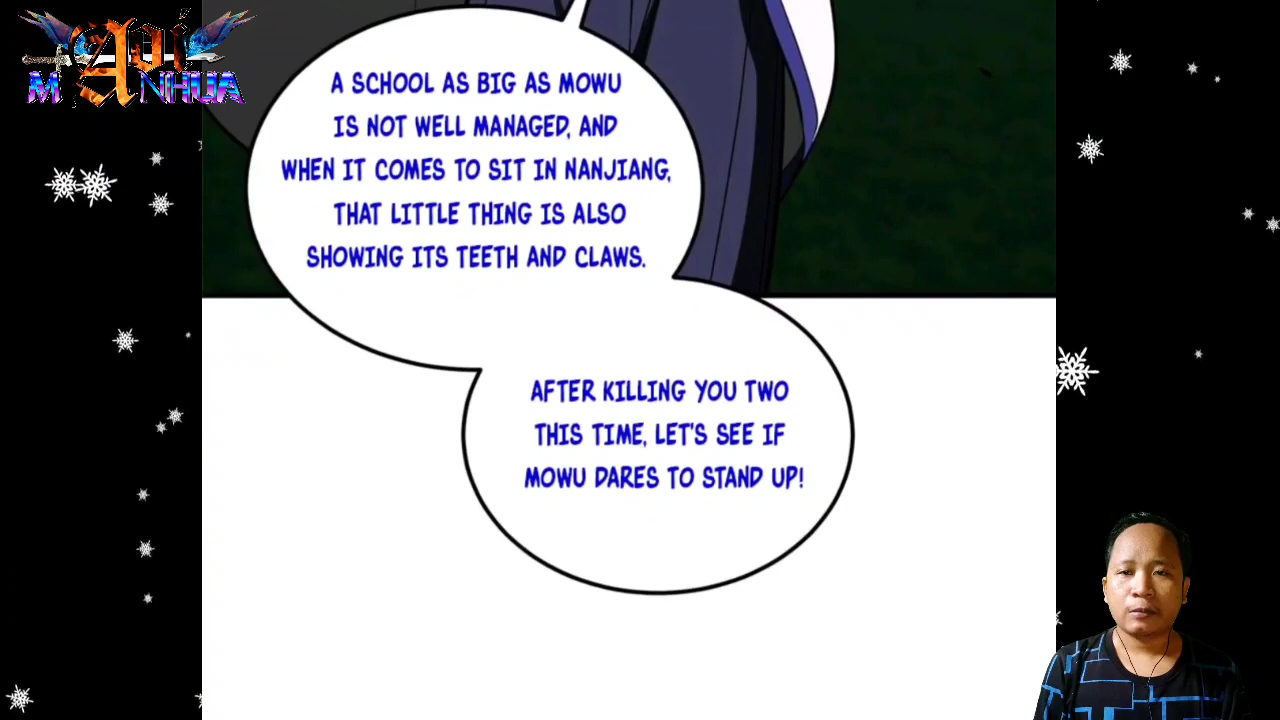 Aoi
MANHUA
A SCHOOL AS BIG AS MOWU
IS NOT WELL MANAGED, AND
WHEN IT COMES TO SIT IN NANJIANG,
THAT LITTLE THING IS ALSO
SHOWING ITS TEETH AND CLAWS.
AFTER KILLING YOU TWO
THIS TIME, LET'S SEE IF
MOWU DARES TO STAND UP!